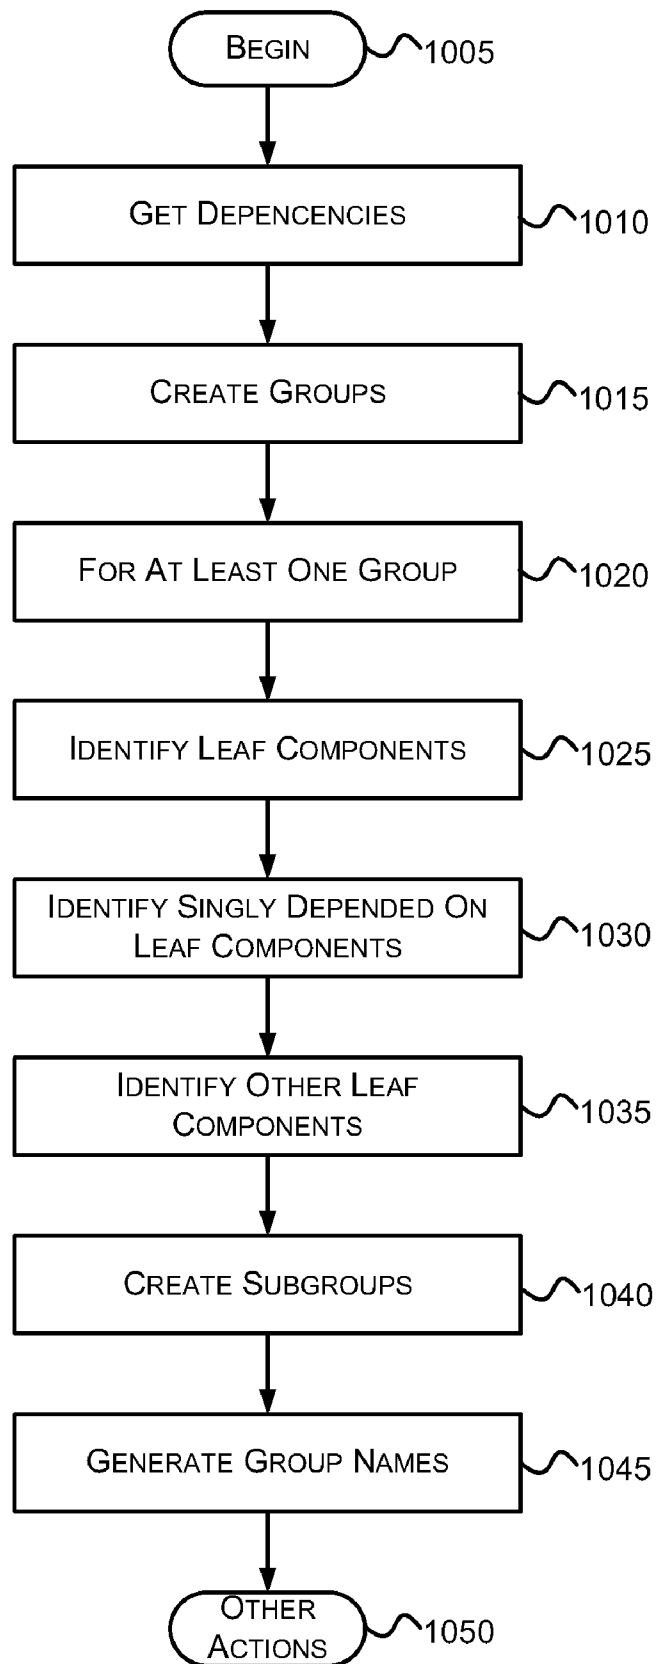 BEGIN
1005
GET DEPENCENCIES
1010
CREATE GROUPS
1015
FOR AT LEAST ONE GROUP
1020
IDENTIFY LEAF COMPONENTS
1025
IDENTIFY SINGLY DEPENDED ON
LEAF COMPONENTS
1030
IDENTIFY OTHER LEAF
COMPONENTS
1035
CREATE SUBGROUPS
1040
GENERATE GROUP NAMES
1045
OTHER
ACTIONS
1050